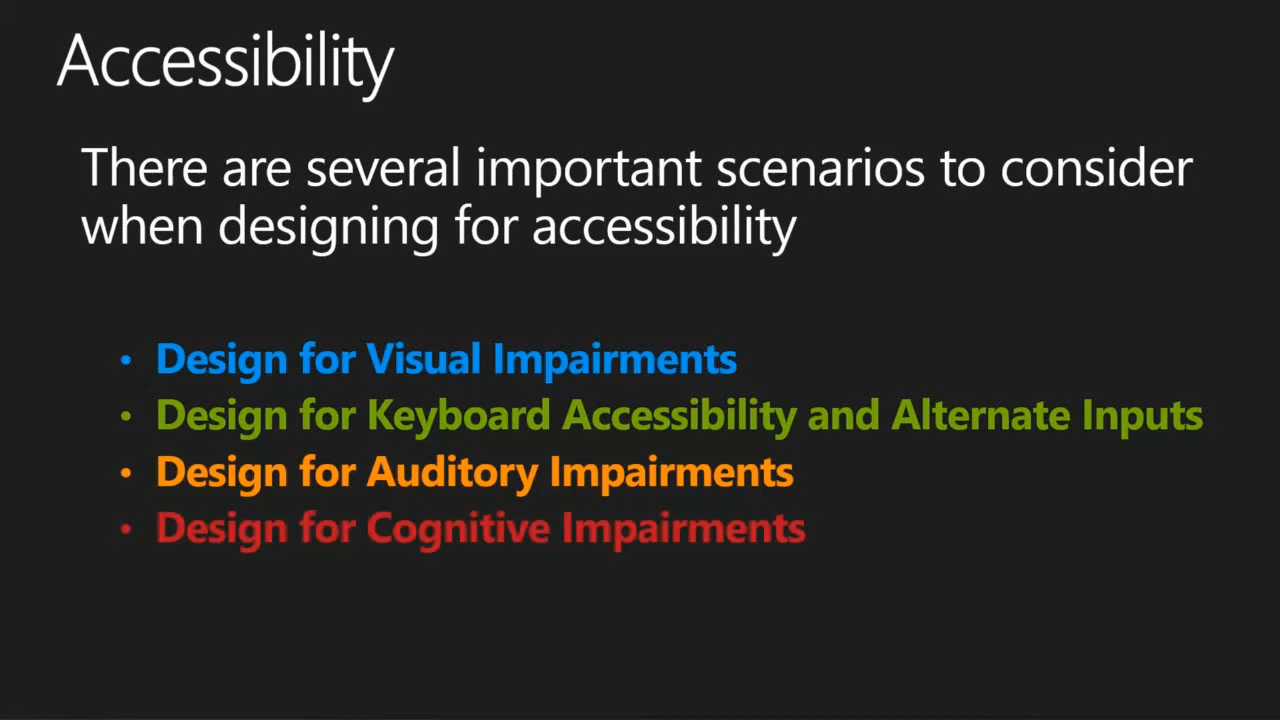 Accessibility
There are several important scenarios to consider
when designing for accessibility
• Design for Visual Impairments
• Design for Keyboard Accessibility and Alternate Inputs
• Design for Auditory Impairments
• Design for Cognitive Impairments